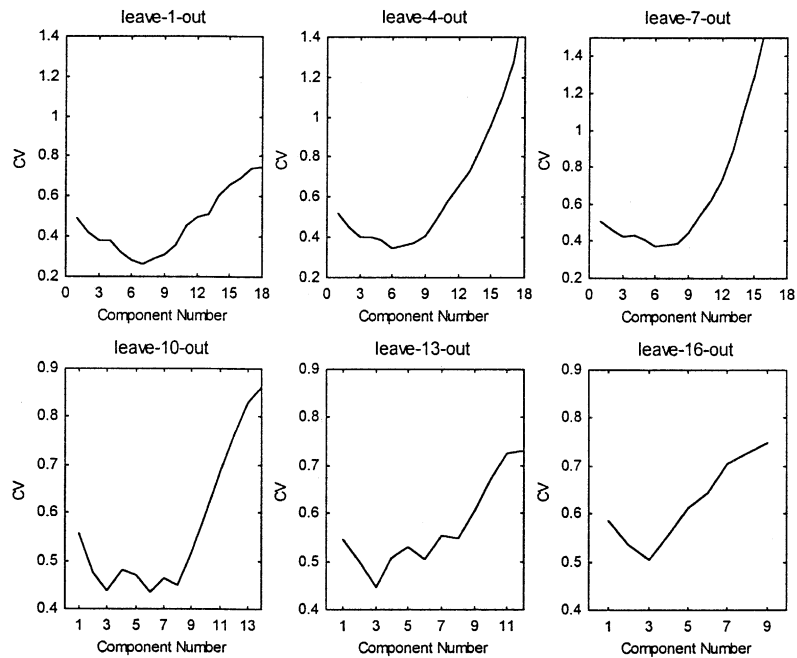 leave-1-out
1.4
1.2
1
0.8
0.6
0.4
0.2
CV
0 3 6 9 12 15 18
Component Number
leave-4-out
1.4
1.2
1
0.8
0.6
0.4
0.2
CV
0 3 6 9 12 15 18
Component Number
leave-7-out
1.4
1.2
1
0.8
0.6
0.4
0.2
CV
0 3 6 9 12 15 18
Component Number
leave-10-out
0.9
0.8
0.7
0.6
0.5
0.4
CV
1 3 5 7 9 11 13
Component Number
leave-13-out
0.9
0.8
0.7
0.6
0.5
0.4
CV
1 3 5 7 9 11
Component Number
leave-16-out
0.9
0.8
0.7
0.6
0.5
0.4
CV
1 3 5 7 9
Component Number